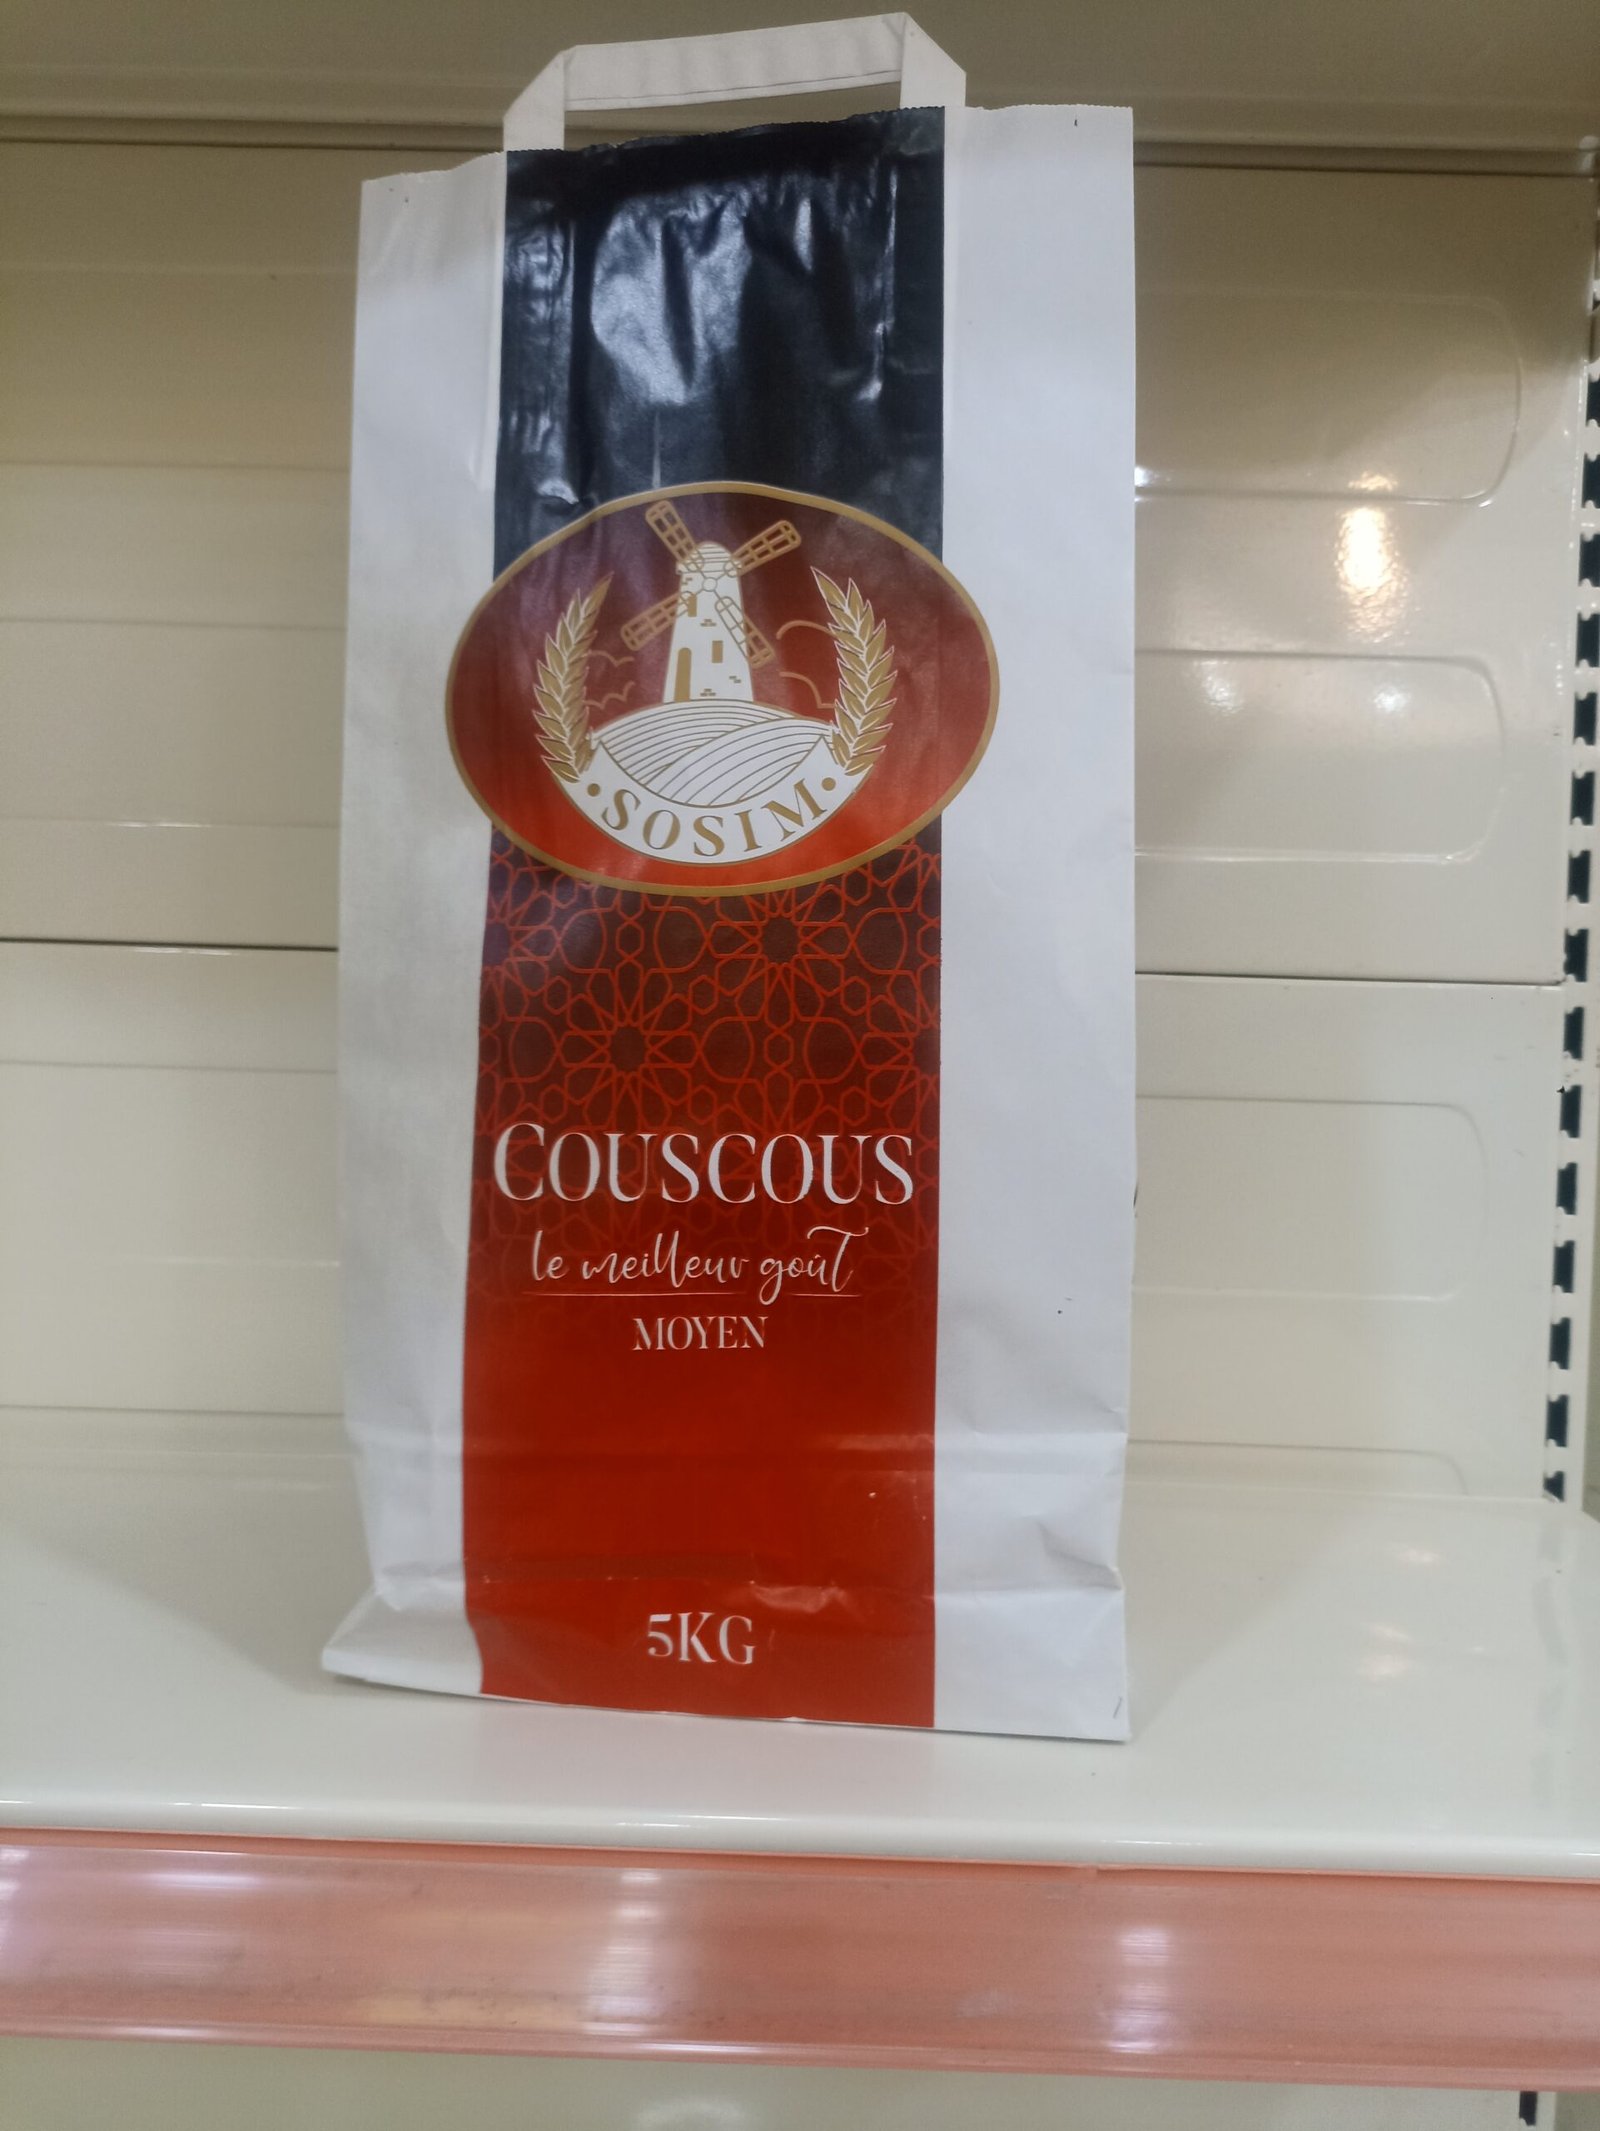 • SOSIM •
COUSCOUS
le meilleur goût
MOYEN
5KG